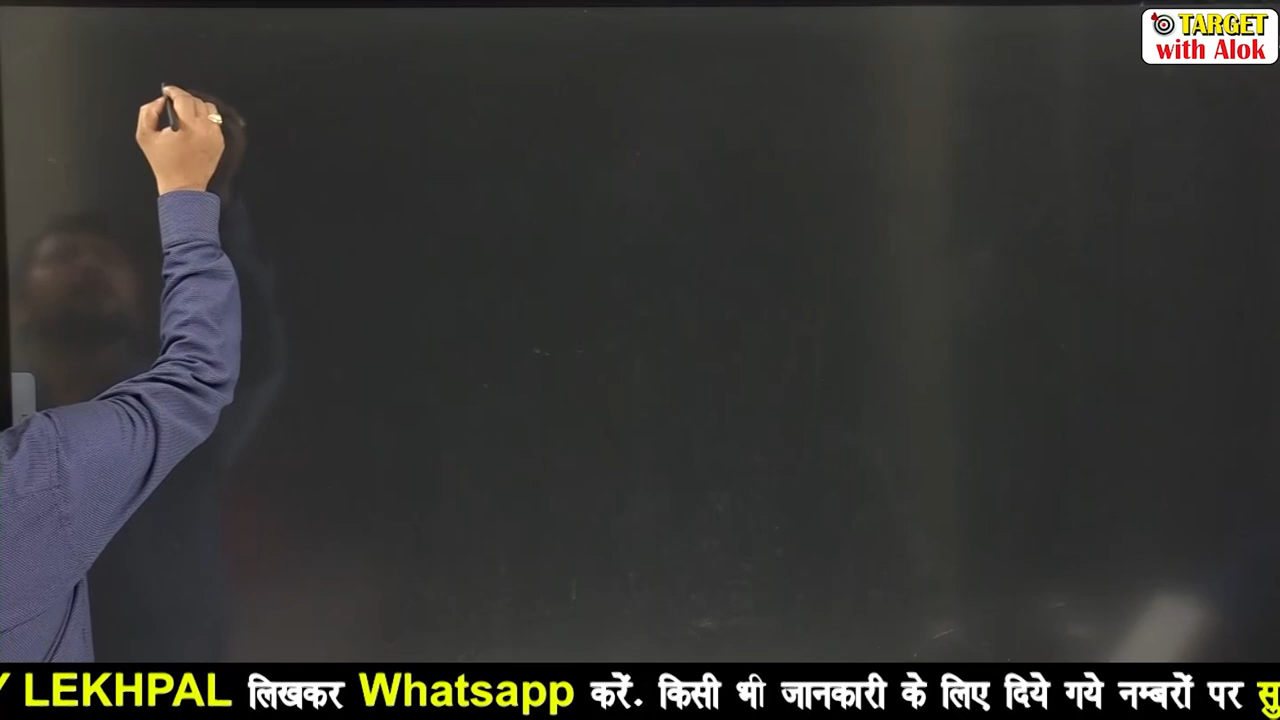 TARGET
with Alok
LEKHPAL लिखकर Whatsapp करें. किसी भी जानकारी के लिए दिये गये नम्बरों पर